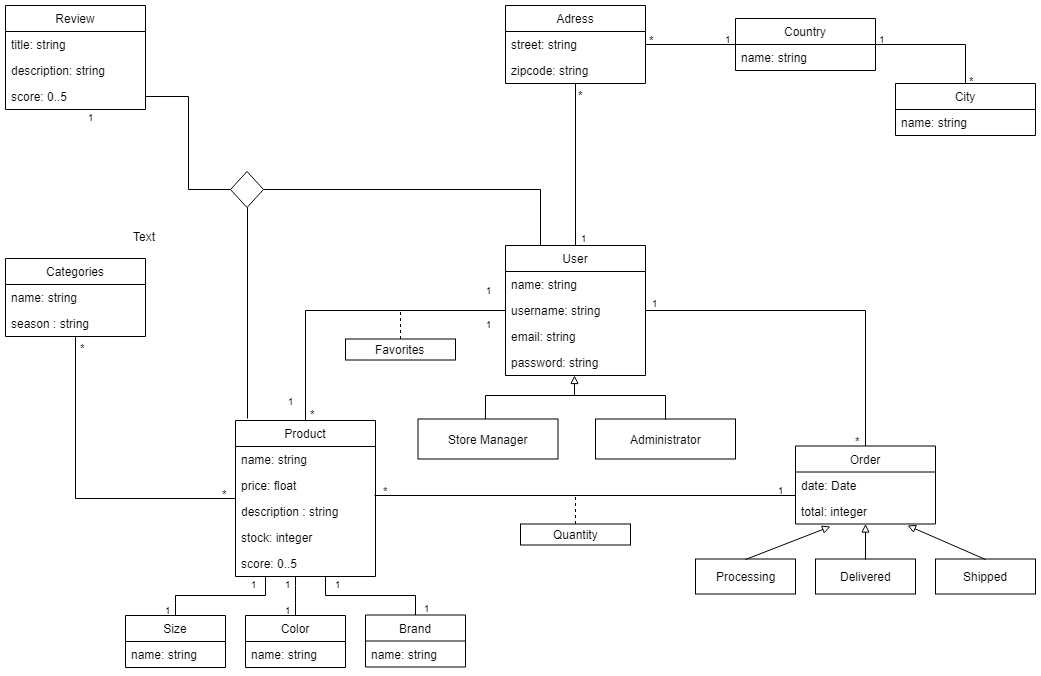 Review
title: string
description: string
score: 0..5
1
Adress
street: string
zipcode: string
*
1
Country
name: string
1
*
City
name: string
*
1
Text
Categories
name: string
season : string
*
User
name: string
username: string
email: string
password: string
1
1
1
Favorites
1
*
Store Manager
Administrator
*
Product
name: string
price: float
description : string
stock: integer
score: 0..5
*
*
1
Quantity
Order
date: Date
total: integer
Processing
Delivered
Shipped
1
1
1
1
1
1
Size
name: string
Color
name: string
Brand
name: string